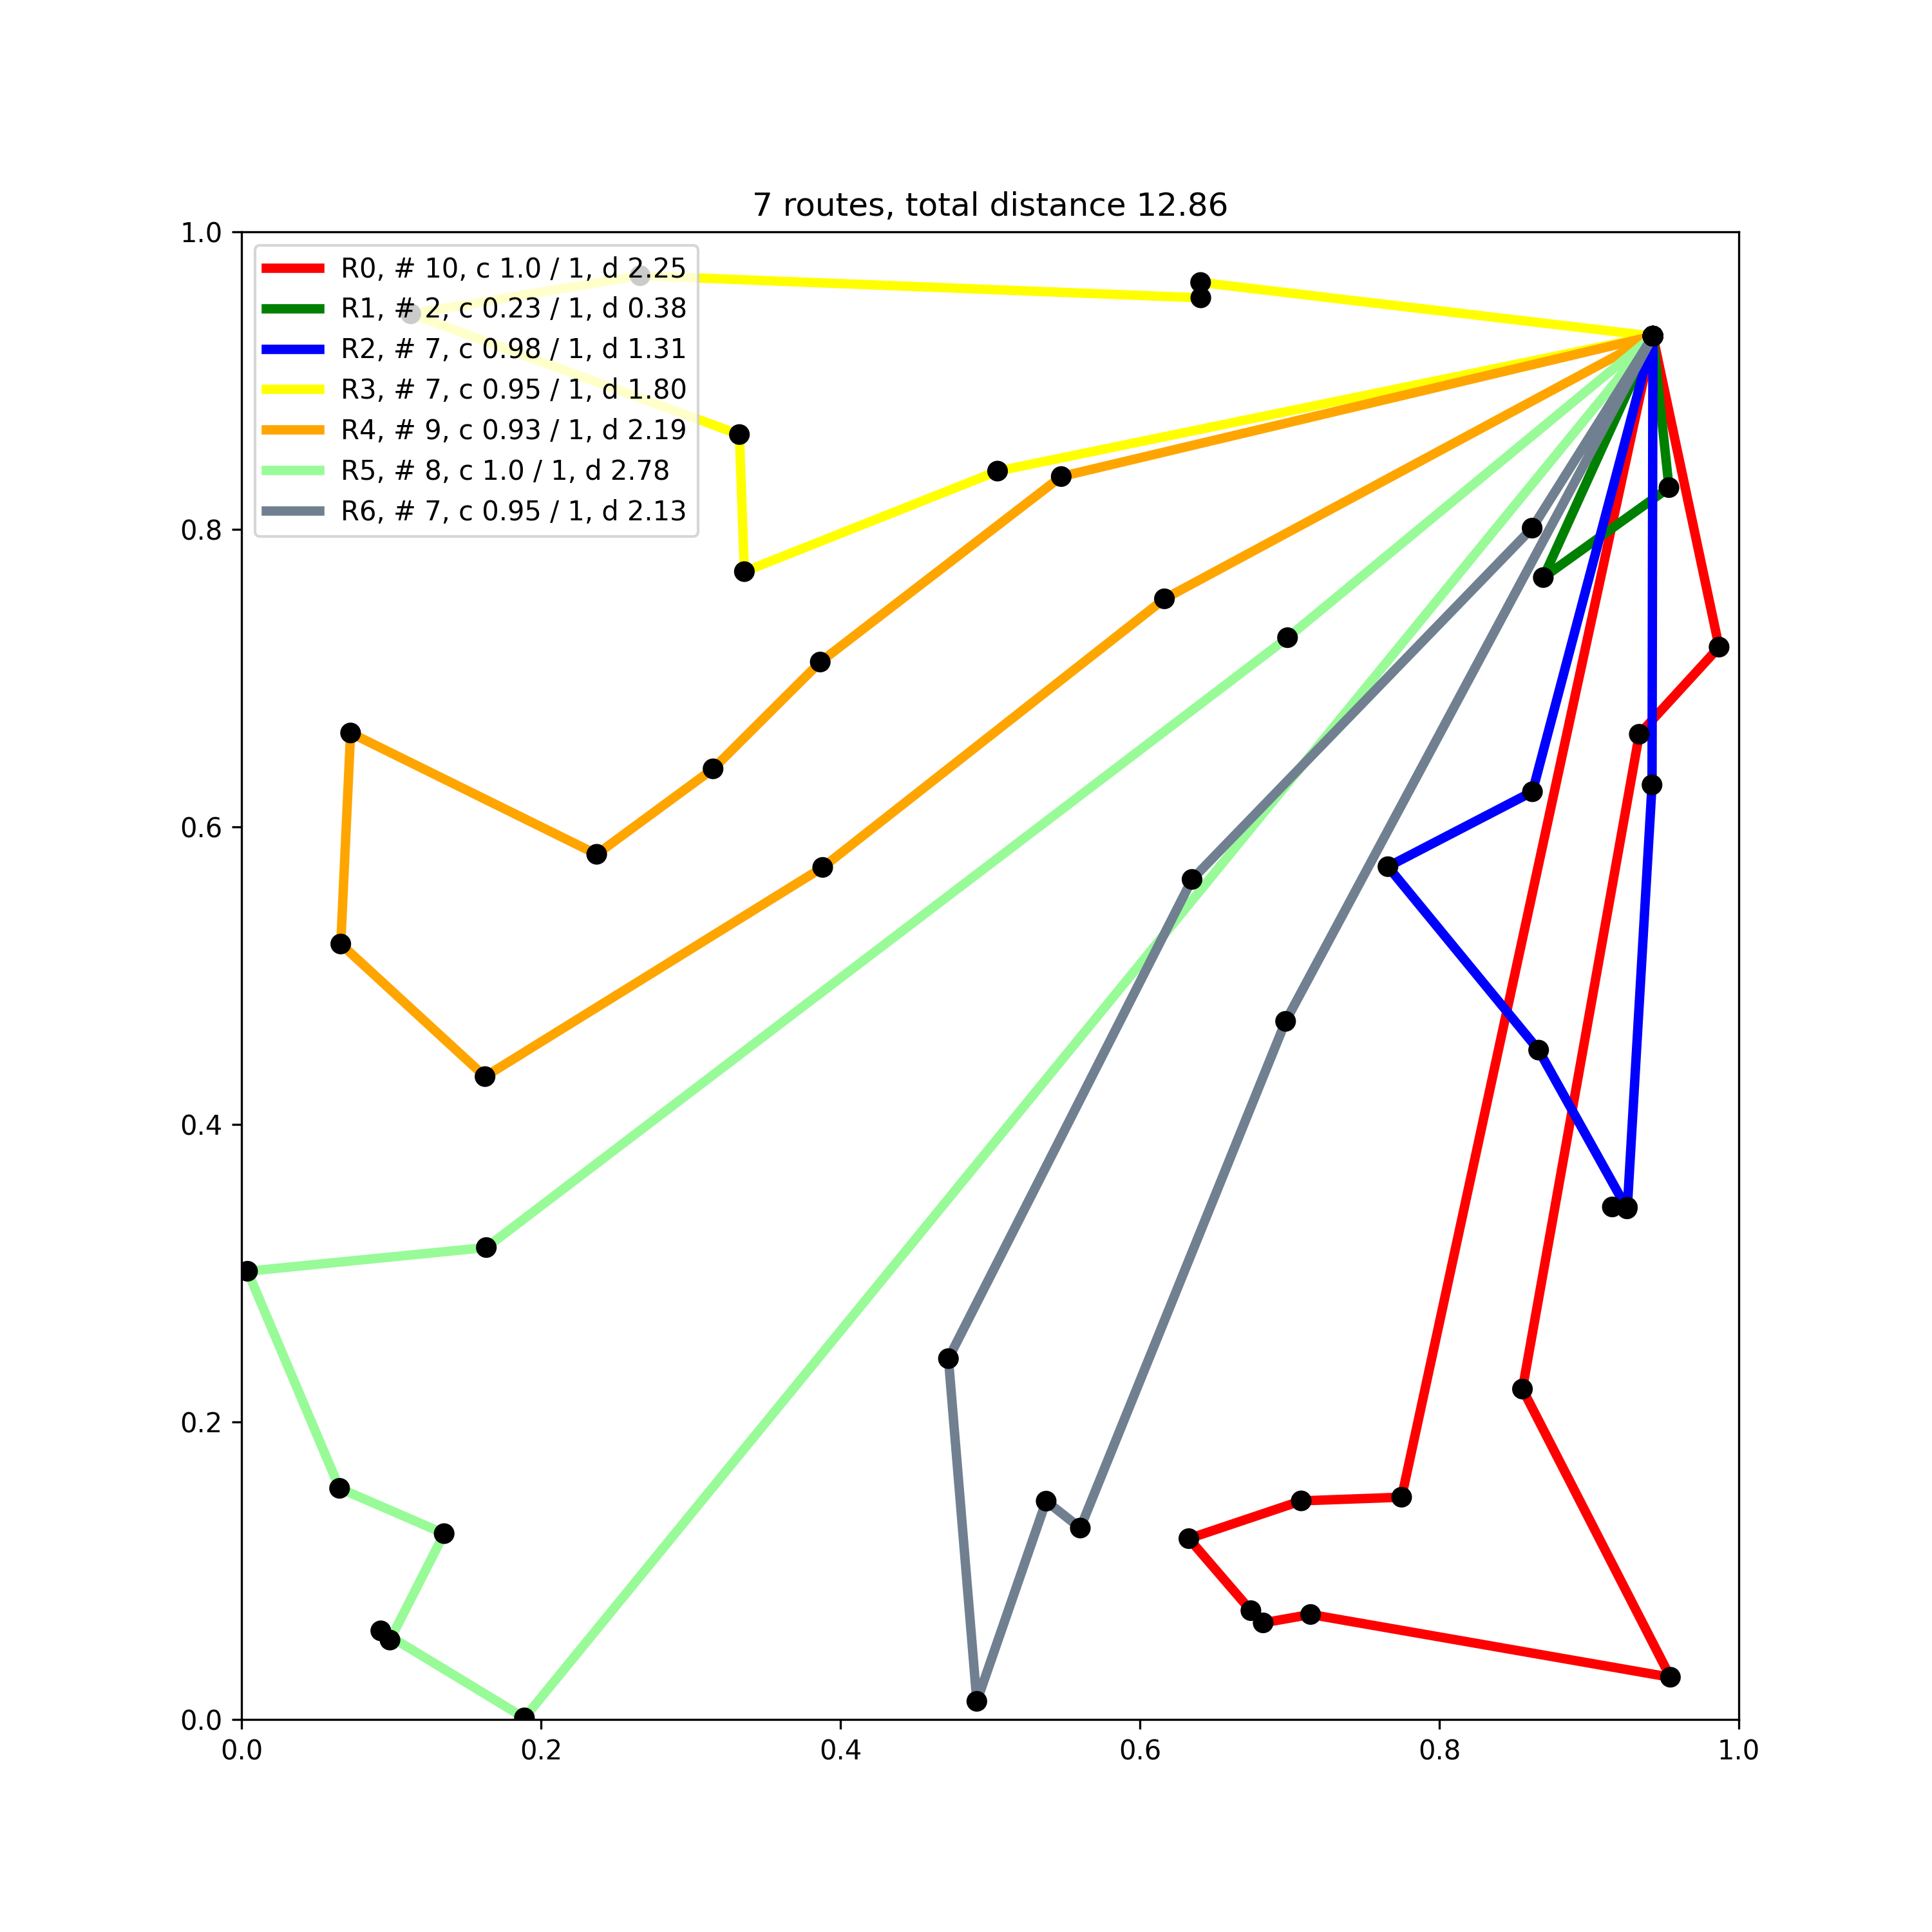 7 routes, total distance 12.86
1.0
0.8
0.6
0.4
0.2
0.0
R0, # 10, c 1.0 / 1, d 2.25
R1, # 2, c 0.23 / 1, d 0.38
R2, # 7, c 0.98 / 1, d 1.31
R3, # 7, c 0.95 / 1, d 1.80
R4, # 9, c 0.93 / 1, d 2.19
R5, # 8, c 1.0 / 1, d 2.78
R6, # 7, c 0.95 / 1, d 2.13
0.0 0.2 0.4 0.6 0.8 1.0